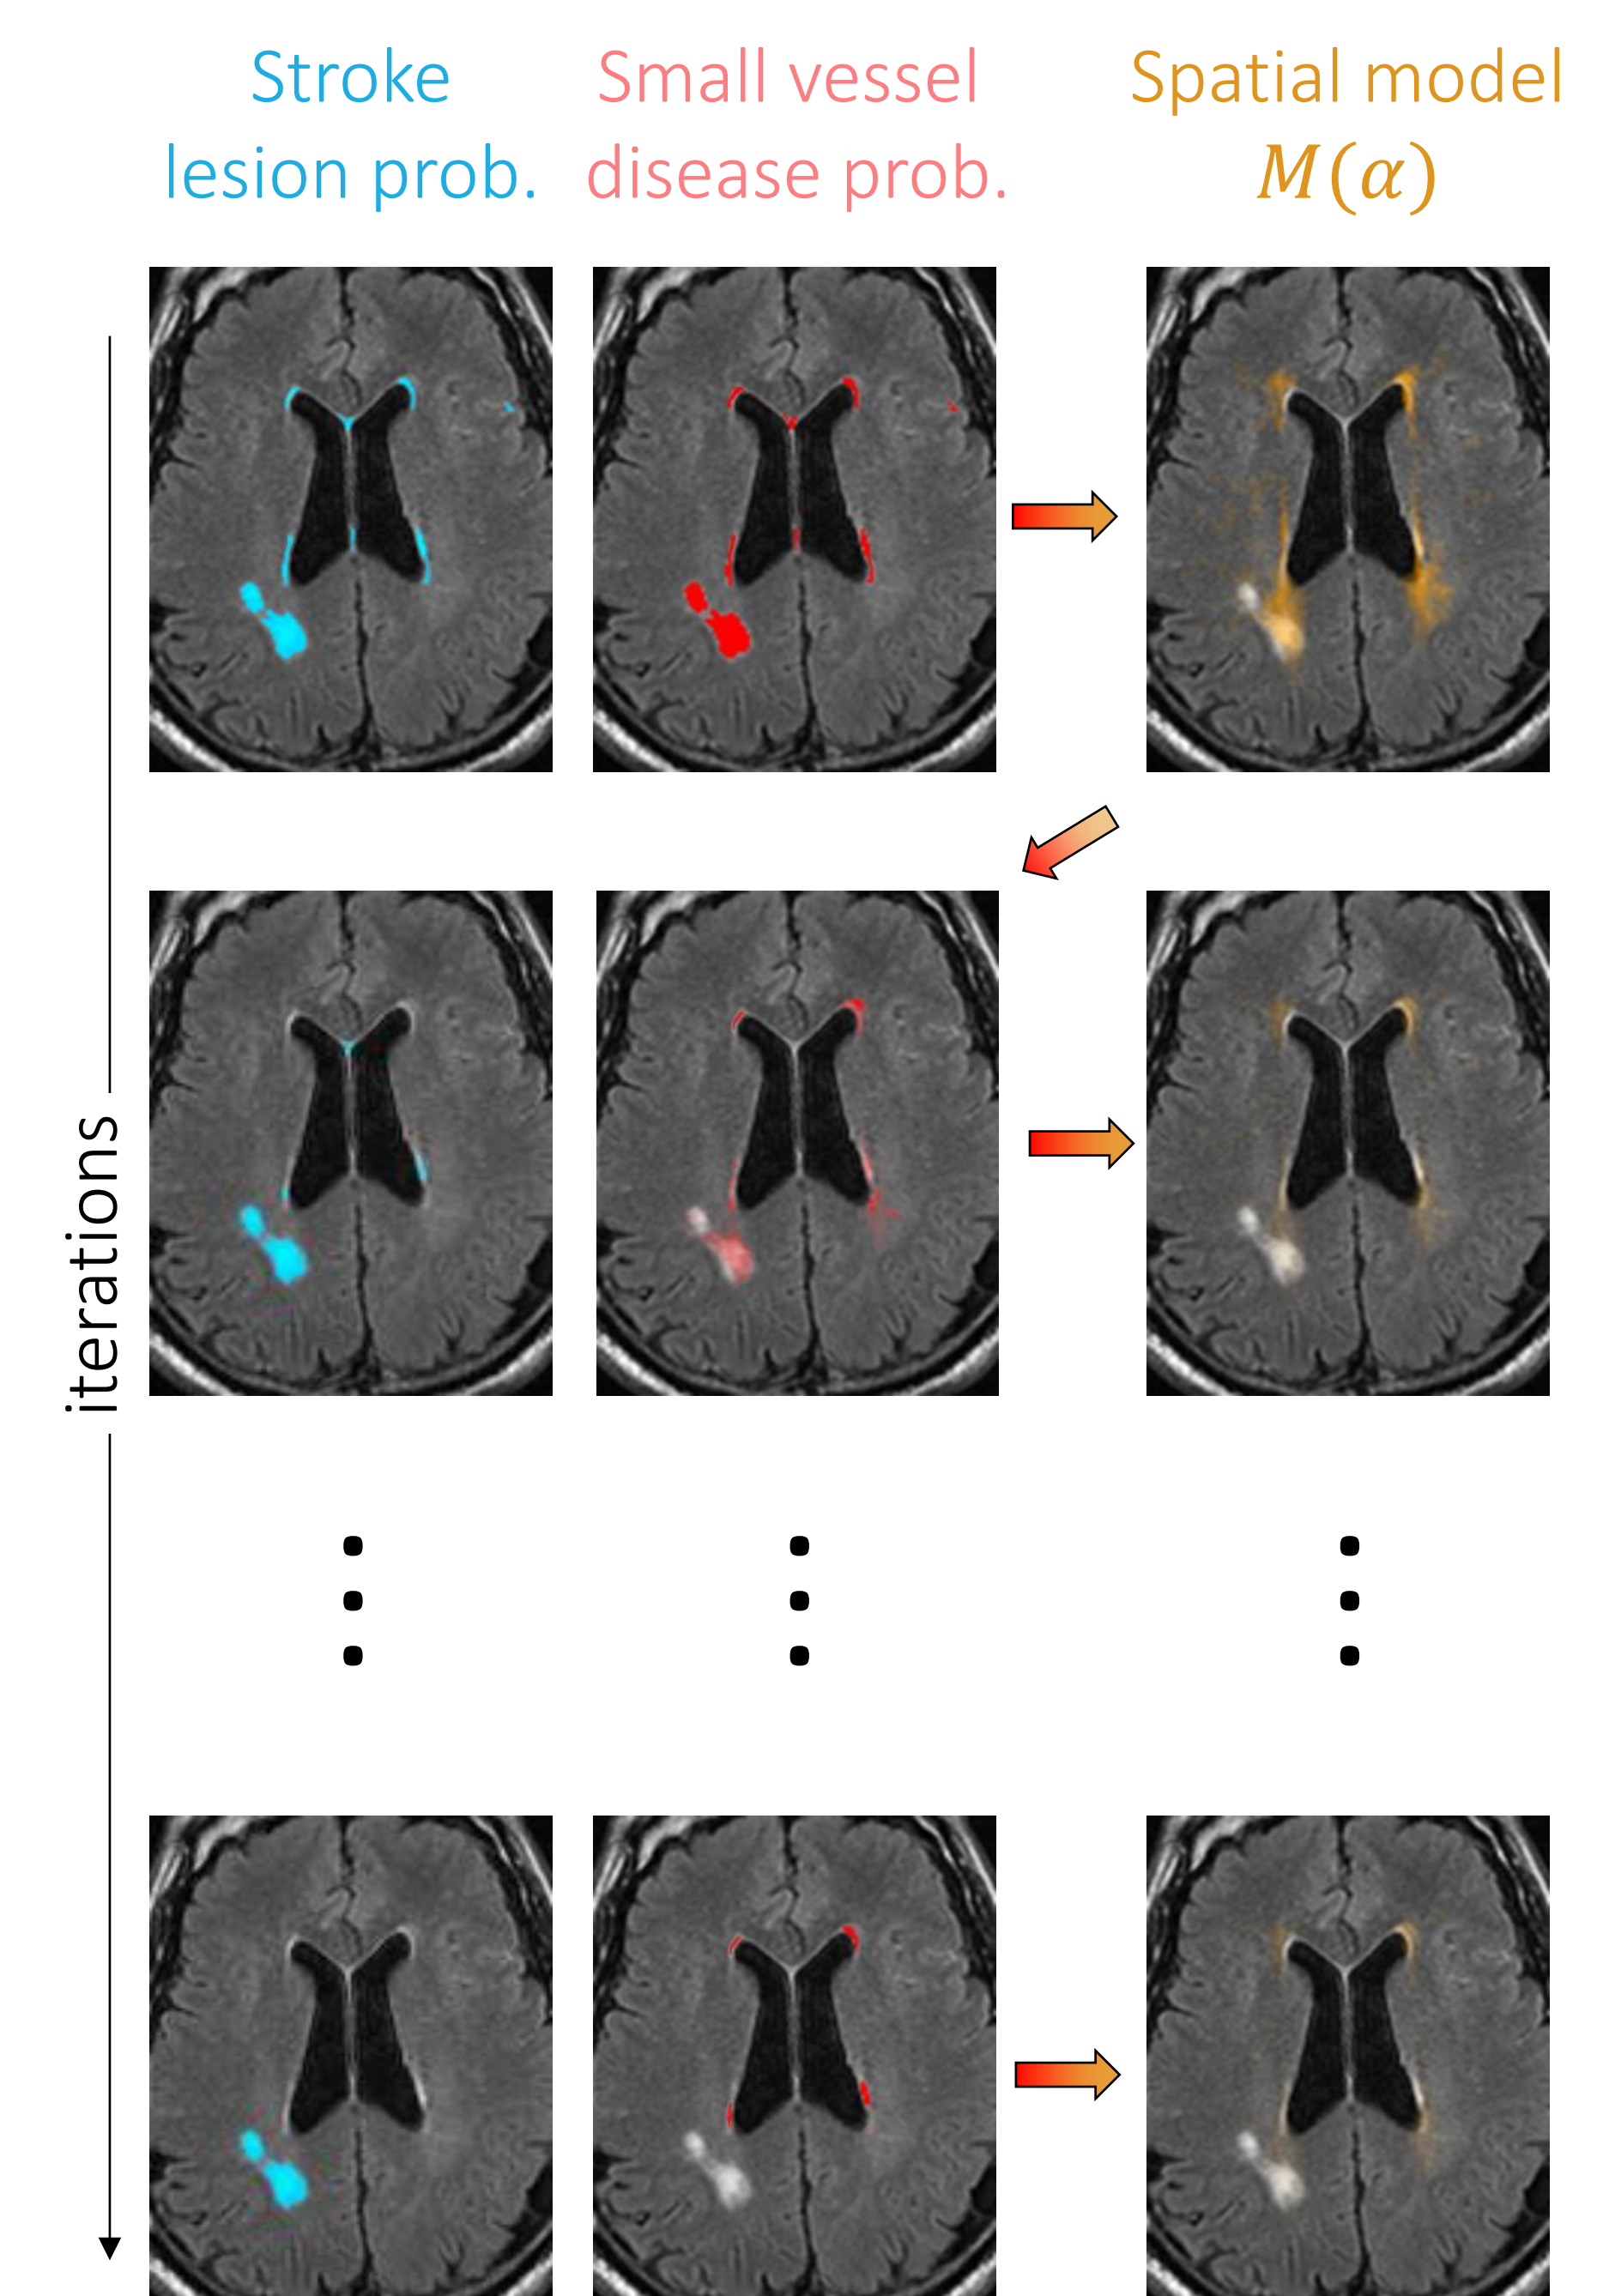 Stroke
lesion prob.
Small vessel
disease prob.
Spatial model
M(α)
iterations